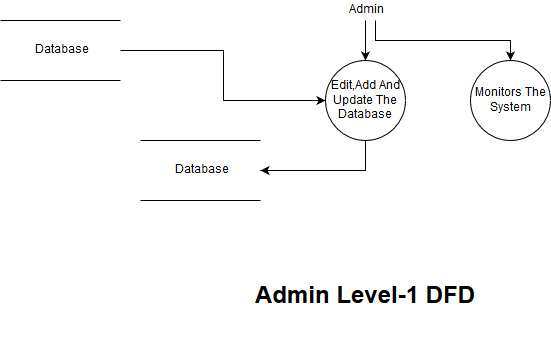 Admin
Database
Edit,Add And
Update The
Database
Monitors The
System
Database
Admin Level-1 DFD